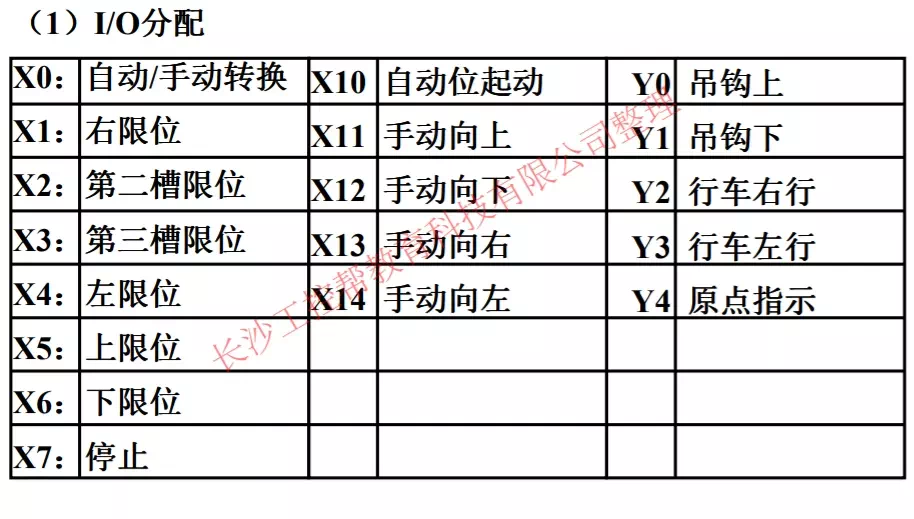 （1）I/O分配
X0：自动/手动转换 X10 自动位起动 Y0 吊钩上
X1：右限位 X11 手动向上 Y1 吊钩下
X2：第二槽限位 X12 手动向下 Y2 行车右行
X3：第三槽限位 X13 手动向右 Y3 行车左行
X4：左限位 X14 手动向左 Y4 原点指示
X5：上限位
X6：下限位
X7：停止
长沙工控帮教育科技有限公司整理